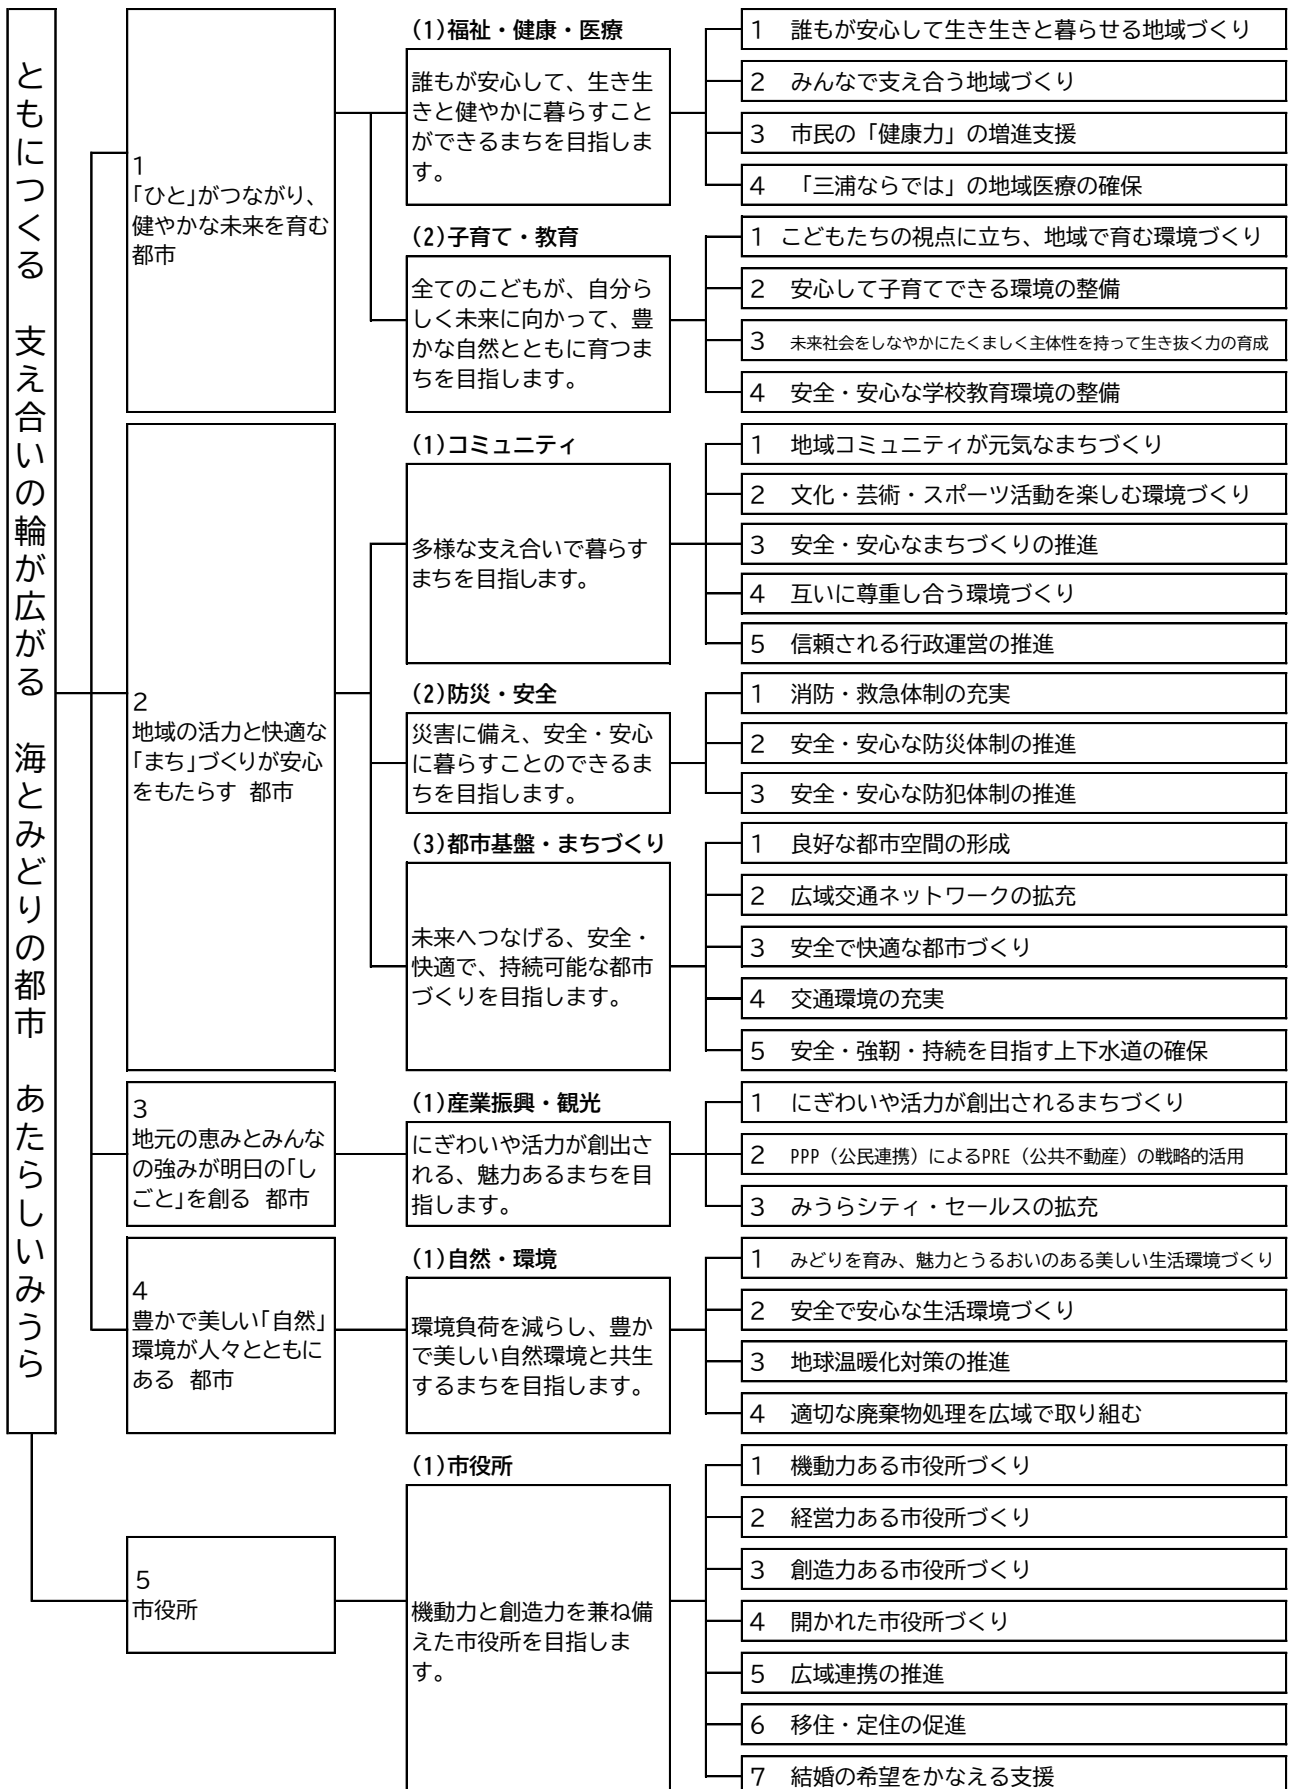 ともにつくる　支え合いの輪が広がる　海とみどりの都市　あたらしいみうら
1
「ひと」がつながり、
健やかな未来を育む
都市
(1)福祉・健康・医療
誰もが安心して、生き生
きと健やかに暮らすこと
ができるまちを目指しま
す。
1　誰もが安心して生き生きと暮らせる地域づくり
2　みんなで支え合う地域づくり
3　市民の「健康力」の増進支援
4　「三浦ならでは」の地域医療の確保
(2)子育て・教育
全てのこどもが、自分ら
しく未来に向かって、豊
かな自然とともに育つま
ちを目指します。
1　こどもたちの視点に立ち、地域で育む環境づくり
2　安心して子育てできる環境の整備
3　未来社会をしなやかにたくましく主体性を持って生き抜く力の育成
4　安全・安心な学校教育環境の整備
2
地域の活力と快適な
「まち」づくりが安心
をもたらす　都市
(1)コミュニティ
多様な支え合いで暮らす
まちを目指します。
1　地域コミュニティが元気なまちづくり
2　文化・芸術・スポーツ活動を楽しむ環境づくり
3　安全・安心なまちづくりの推進
4　互いに尊重し合う環境づくり
5　信頼される行政運営の推進
(2)防災・安全
災害に備え、安全・安心
に暮らすことのできるま
ちを目指します。
1　消防・救急体制の充実
2　安全・安心な防災体制の推進
3　安全・安心な防犯体制の推進
(3)都市基盤・まちづくり
未来へつなげる、安全・
快適で、持続可能な都市
づくりを目指します。
1　良好な都市空間の形成
2　広域交通ネットワークの拡充
3　安全で快適な都市づくり
4　交通環境の充実
5　安全・強靭・持続を目指す上下水道の確保
3
地元の恵みとみんな
の強みが明日の「し
ごと」を創る　都市
(1)産業振興・観光
にぎわいや活力が創出さ
れる、魅力あるまちを目
指します。
1　にぎわいや活力が創出されるまちづくり
2　PPP（公民連携）によるPRE（公共不動産）の戦略的活用
3　みうらシティ・セールスの拡充
4
豊かで美しい「自然」
環境が人々とともに
ある　都市
(1)自然・環境
環境負荷を減らし、豊か
で美しい自然環境と共生
するまちを目指します。
1　みどりを育み、魅力とうるおいのある美しい生活環境づくり
2　安全で安心な生活環境づくり
3　地球温暖化対策の推進
4　適切な廃棄物処理を広域で取り組む
5
市役所
(1)市役所
機動力と創造力を兼ね備
えた市役所を目指しま
す。
1　機動力ある市役所づくり
2　経営力ある市役所づくり
3　創造力ある市役所づくり
4　開かれた市役所づくり
5　広域連携の推進
6　移住・定住の促進
7　結婚の希望をかなえる支援